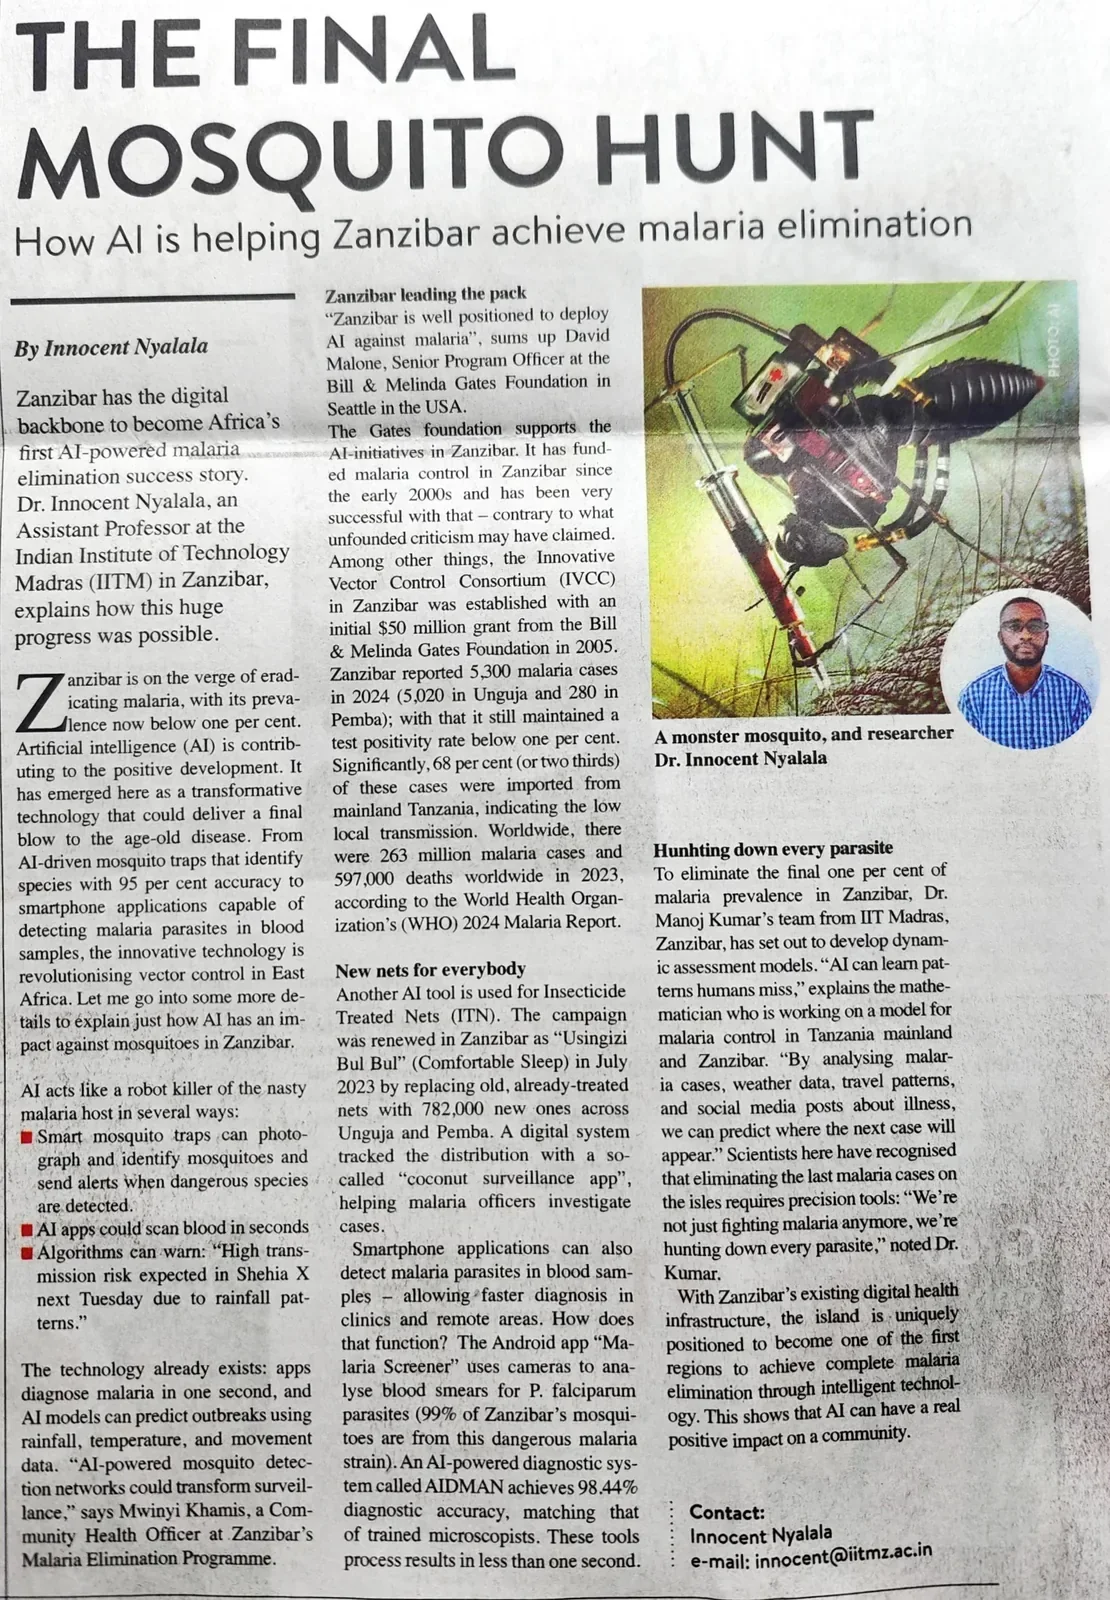 THE FINAL
MOSQUITO HUNT
How AI is helping Zanzibar achieve malaria elimination
By Innocent Nyalala
Zanzibar has the digital
backbone to become Africa's
first AI-powered malaria
elimination success story.
Dr. Innocent Nyalala, an
Assistant Professor at the
Indian Institute of Technology
Madras (IITM) in Zanzibar,
explains how this huge
progress was possible.
Zanzibar is on the verge of erad-
icating malaria, with its preva-
lence now below one per cent.
Artificial intelligence (AI) is contrib-
uting to the positive development. It
has emerged here as a transformative
technology that could deliver a final
blow to the age-old disease. From
AI-driven mosquito traps that identify
species with 95 per cent accuracy to
smartphone applications capable of
detecting malaria parasites in blood
samples, the innovative technology is
revolutionising vector control in East
Africa. Let me go into some more de-
tails to explain just how AI has an im-
pact against mosquitoes in Zanzibar.
AI acts like a robot killer of the nasty
malaria host in several ways:
Smart mosquito traps can photo-
graph and identify mosquitoes and
send alerts when dangerous species
are detected.
AI apps could scan blood in seconds
Algorithms can warn: "High trans-
mission risk expected in Shehia X
next Tuesday due to rainfall pat-
terns."
The technology already exists: apps
diagnose malaria in one second, and
AI models can predict outbreaks using
rainfall, temperature, and movement
data. "AI-powered mosquito detec-
tion networks could transform surveil-
lance," says Mwinyi Khamis, a Com-
munity Health Officer at Zanzibar's
Malaria Elimination Programme.
Zanzibar leading the pack
"Zanzibar is well positioned to deploy
AI against malaria", sums up David
Malone, Senior Program Officer at the
Bill & Melinda Gates Foundation in
Seattle in the USA.
The Gates foundation supports the
AI-initiatives in Zanzibar. It has fund-
ed malaria control in Zanzibar since
the early 2000s and has been very
successful with that – contrary to what
unfounded criticism may have claimed.
Among other things, the Innovative
Vector Control Consortium (IVCC)
in Zanzibar was established with an
initial $50 million grant from the Bill
& Melinda Gates Foundation in 2005.
Zanzibar reported 5,300 malaria cases
in 2024 (5,020 in Unguja and 280 in
Pemba); with that it still maintained a
test positivity rate below one per cent.
Significantly, 68 per cent (or two thirds)
of these cases were imported from
mainland Tanzania, indicating the low
local transmission. Worldwide, there
were 263 million malaria cases and
597,000 deaths worldwide in 2023,
according to the World Health Organ-
ization's (WHO) 2024 Malaria Report.
New nets for everybody
Another AI tool is used for Insecticide
Treated Nets (ITN). The campaign
was renewed in Zanzibar as "Usingizi
Bul Bul" (Comfortable Sleep) in July
2023 by replacing old, already-treated
nets with 782,000 new ones across
Unguja and Pemba. A digital system
tracked the distribution with a so-
called "coconut surveillance app",
helping malaria officers investigate
cases.
Smartphone applications can also
detect malaria parasites in blood sam-
ples – allowing faster diagnosis in
clinics and remote areas. How does
that function? The Android app "Ma-
laria Screener" uses cameras to ana-
lyse blood smears for P. falciparum
parasites (99% of Zanzibar's mosqui-
toes are from this dangerous malaria
strain). An AI-powered diagnostic sys-
tem called AIDMAN achieves 98.44%
diagnostic accuracy, matching that
of trained microscopists. These tools
process results in less than one second.
PHOTO: AI
A monster mosquito, and researcher
Dr. Innocent Nyalala
Hunhting down every parasite
To eliminate the final one per cent of
malaria prevalence in Zanzibar, Dr.
Manoj Kumar's team from IIT Madras,
Zanzibar, has set out to develop dynam-
ic assessment models. "AI can learn pat-
terns humans miss," explains the mathe-
matician who is working on a model for
malaria control in Tanzania mainland
and Zanzibar. "By analysing malar-
ia cases, weather data, travel patterns,
and social media posts about illness,
we can predict where the next case will
appear." Scientists here have recognised
that eliminating the last malaria cases on
the isles requires precision tools: "We're
not just fighting malaria anymore, we're
hunting down every parasite," noted Dr.
Kumar.
With Zanzibar's existing digital health
infrastructure, the island is uniquely
positioned to become one of the first
regions to achieve complete malaria
elimination through intelligent technol-
ogy. This shows that AI can have a real
positive impact on a community.
Contact:
Innocent Nyalala
e-mail: innocent@iitmz.ac.in